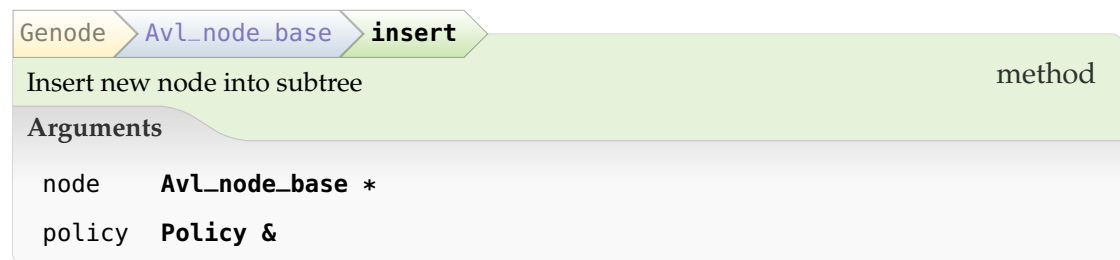 Genode Avl_node_base insert
Insert new node into subtree method
Arguments
node Avl_node_base *
policy Policy &